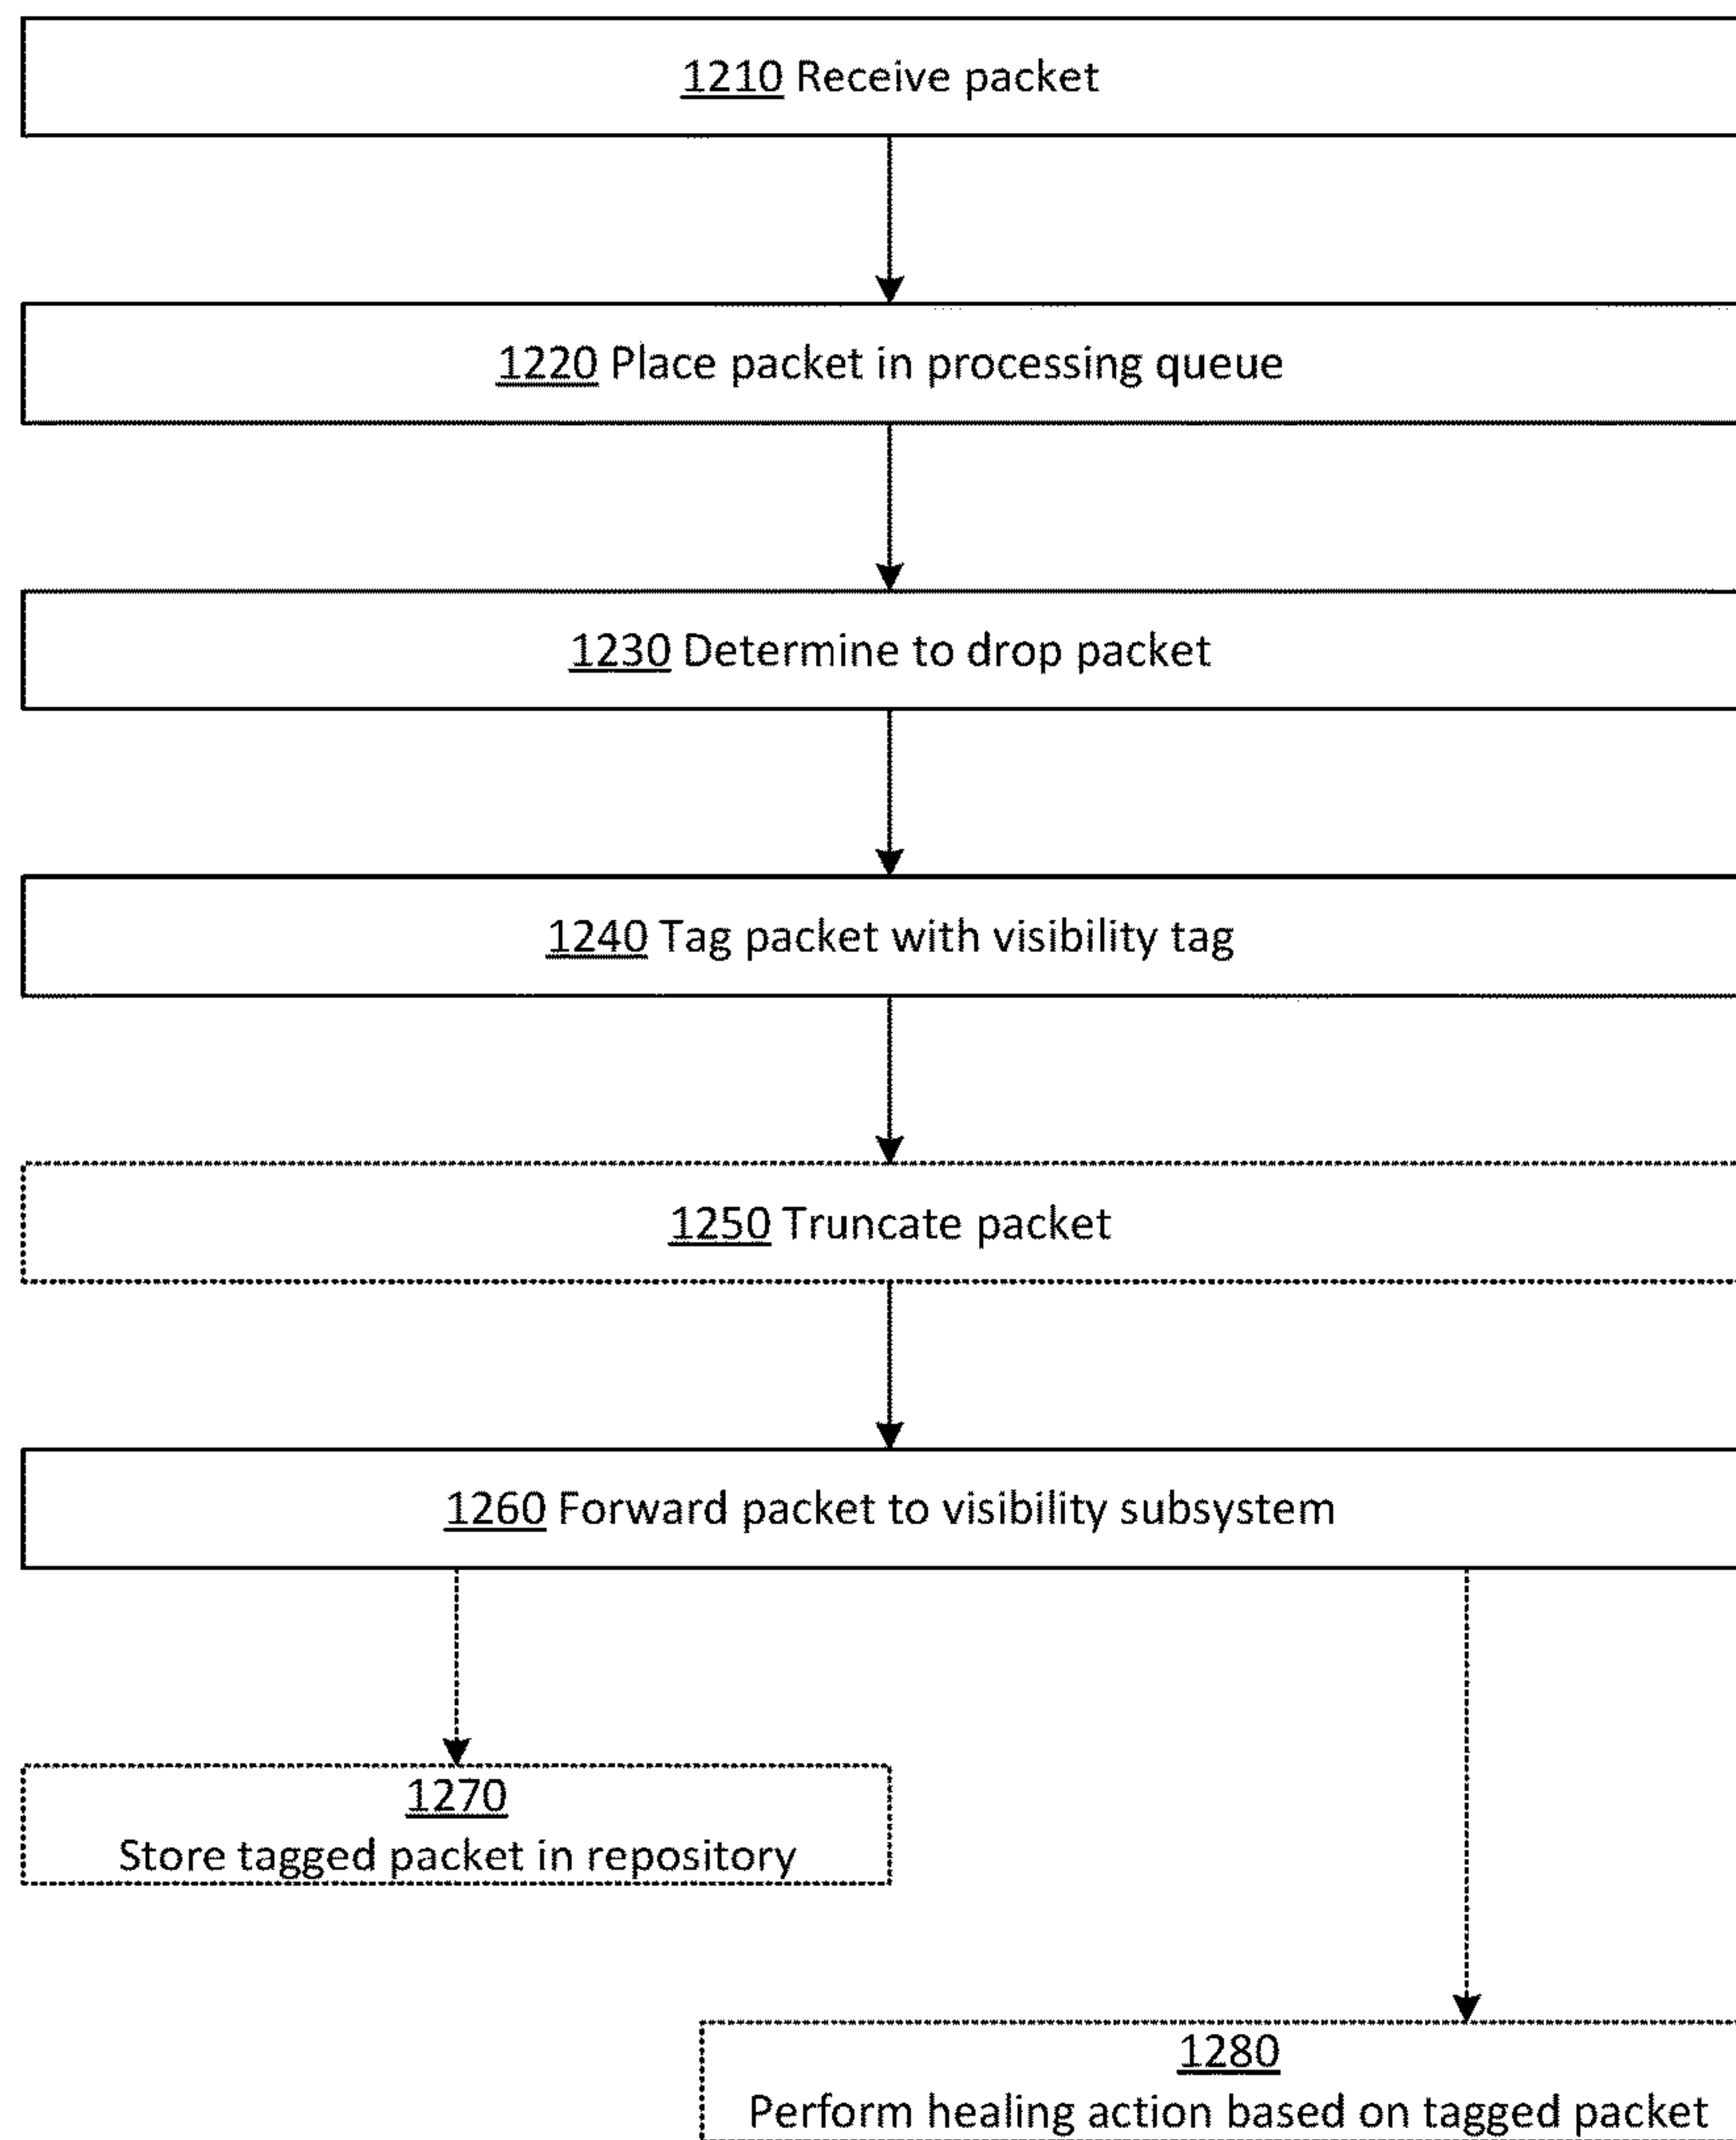 1210 Receive packet
1220 Place packet in processing queue
1230 Determine to drop packet
1240 Tag packet with visibility tag
1250 Truncate packet
1260 Forward packet to visibility subsystem
1270
Store tagged packet in repository
1280
Perform healing action based on tagged packet